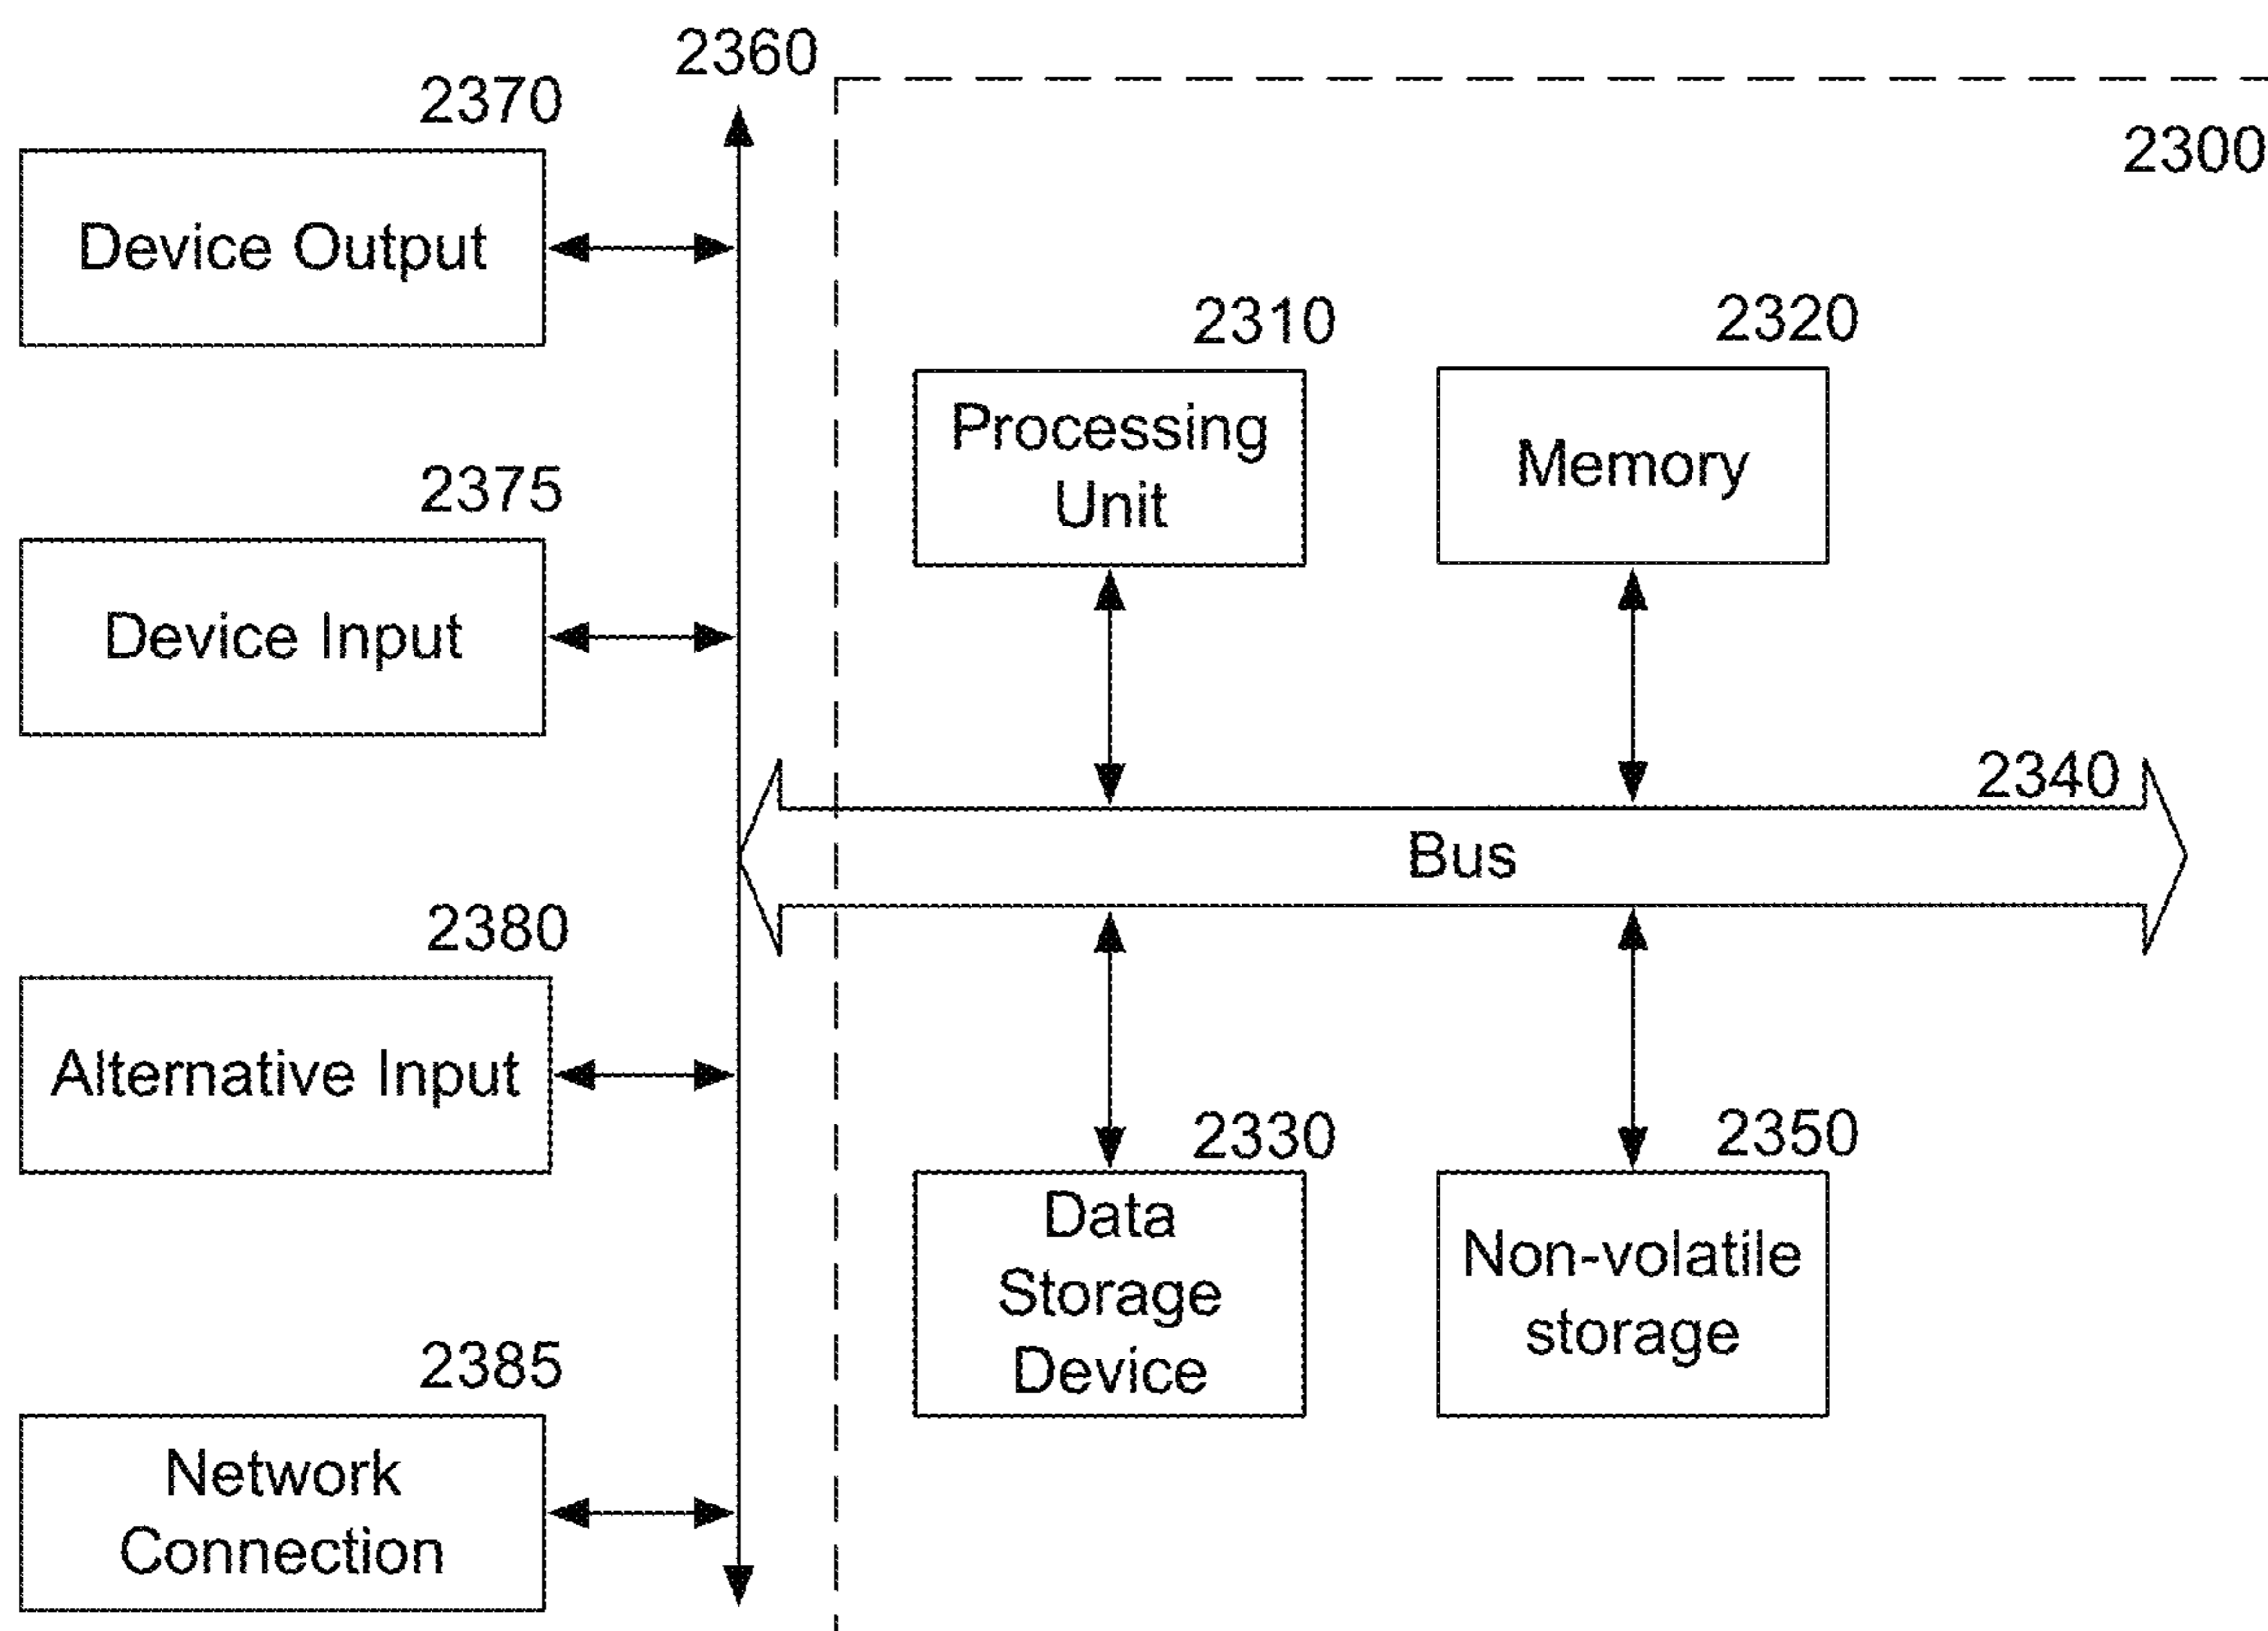 2360
2370
2300
Device Output
2310
2320
Processing
Unit
Memory
2375
Device Input
2340
Bus
2380
Alternative Input
2330
2350
Data
Storage
Device
Non-volatile
storage
2385
Network
Connection